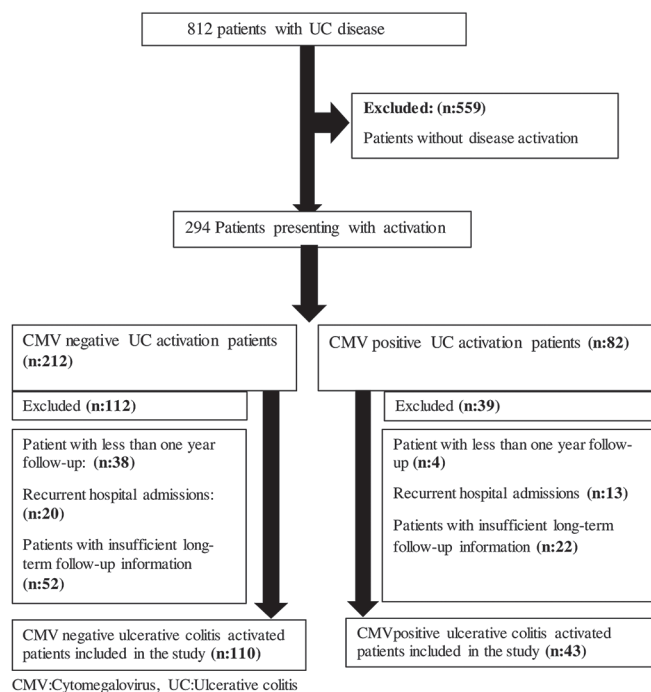 812 patients with UC disease
Excluded: (n:559)
Patients without disease activation
294 Patients presenting with activation
CMV negative UC activation patients
(n:212)
CMV positive UC activation patients (n:82)
Excluded (n:112)
Excluded (n:39)
Patient with less than one year
follow-up: (n:38)
Recurrent hospital admissions:
(n:20)
Patients with insufficient long-
term follow-up information
(n:52)
Patient with less than one year follow-
up (n:4)
Recurrent hospital admissions (n:13)
Patients with insufficient long-term
follow-up information (n:22)
CMV negative ulcerative colitis activated
patients included in the study (n:110)
CMVpositive ulcerative colitis activated
patients included in the study (n:43)
CMV:Cytomegalovirus, UC:Ulcerative colitis